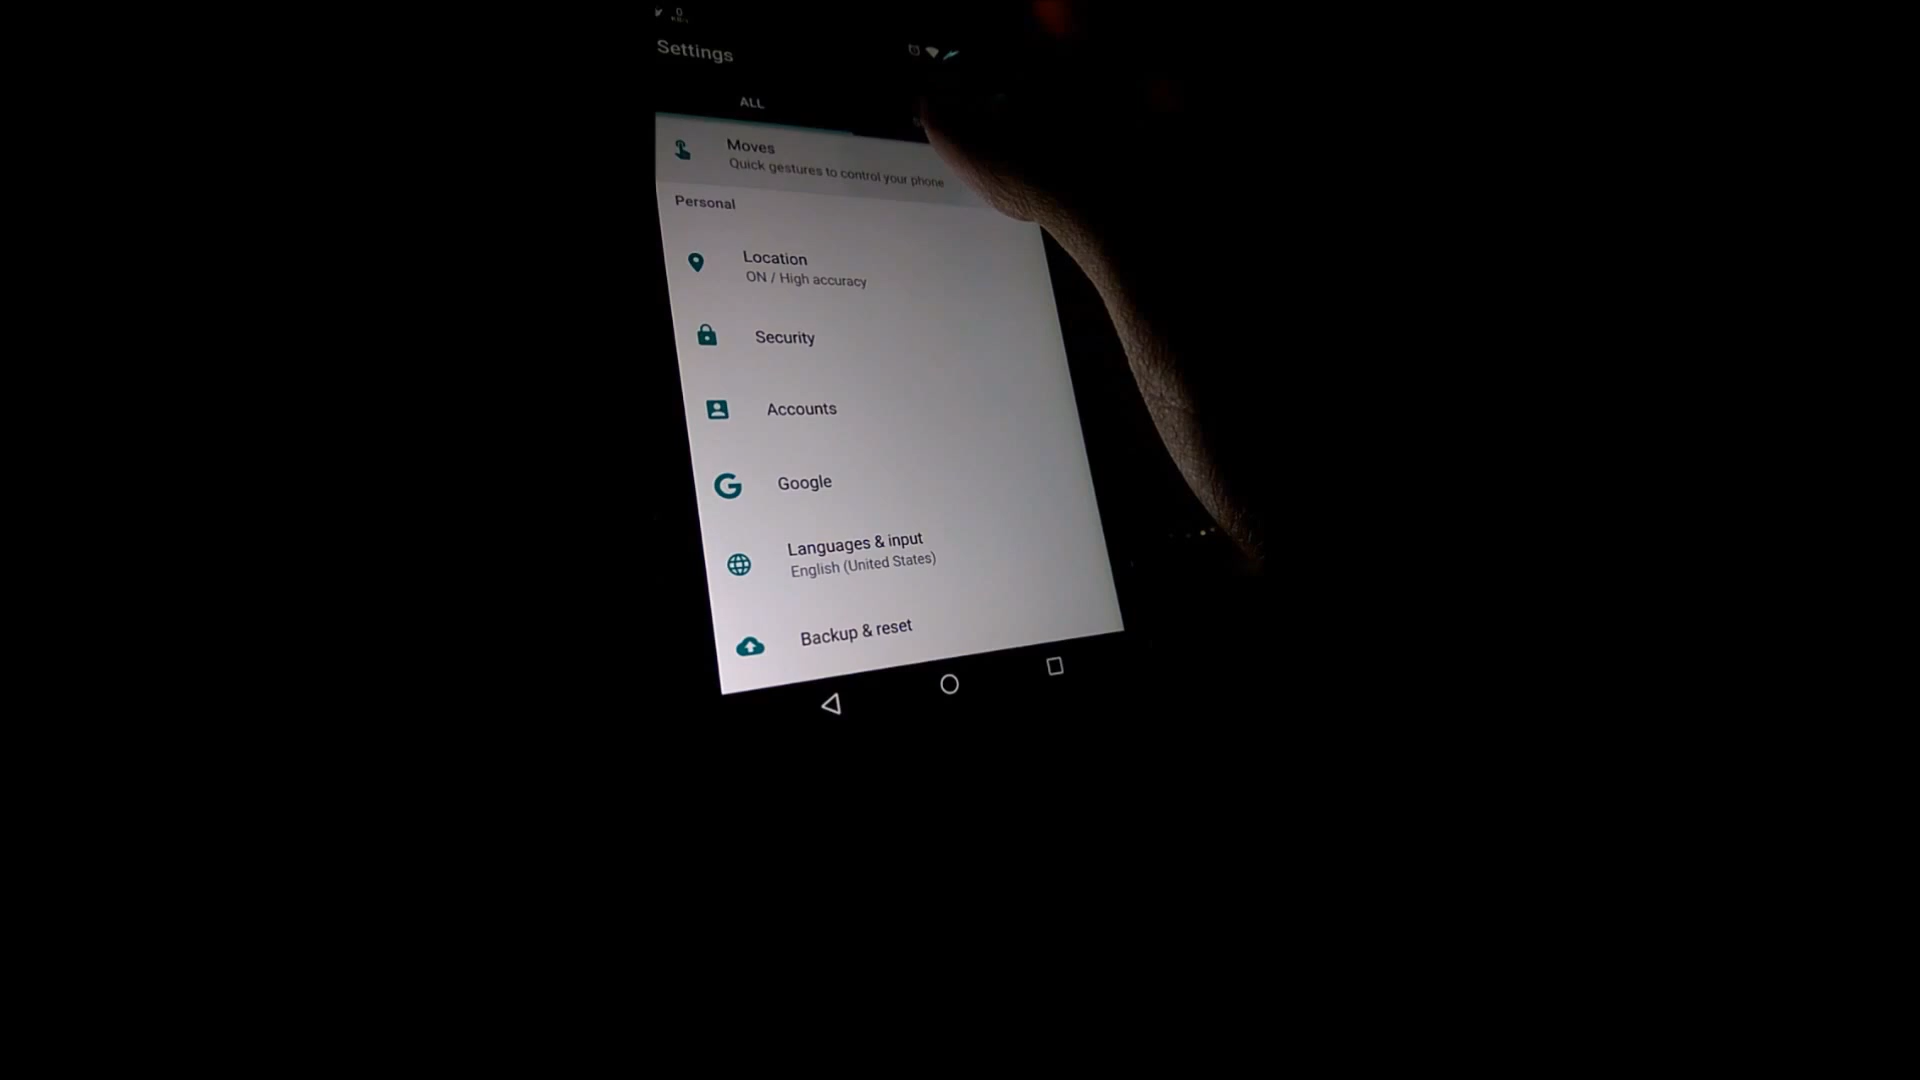 0
Settings
ALL
Moves
Quick gestures to control your phone
Personal
Location
ON / High accuracy
Security
Accounts
Google
Languages & input
English (United States)
Backup & reset